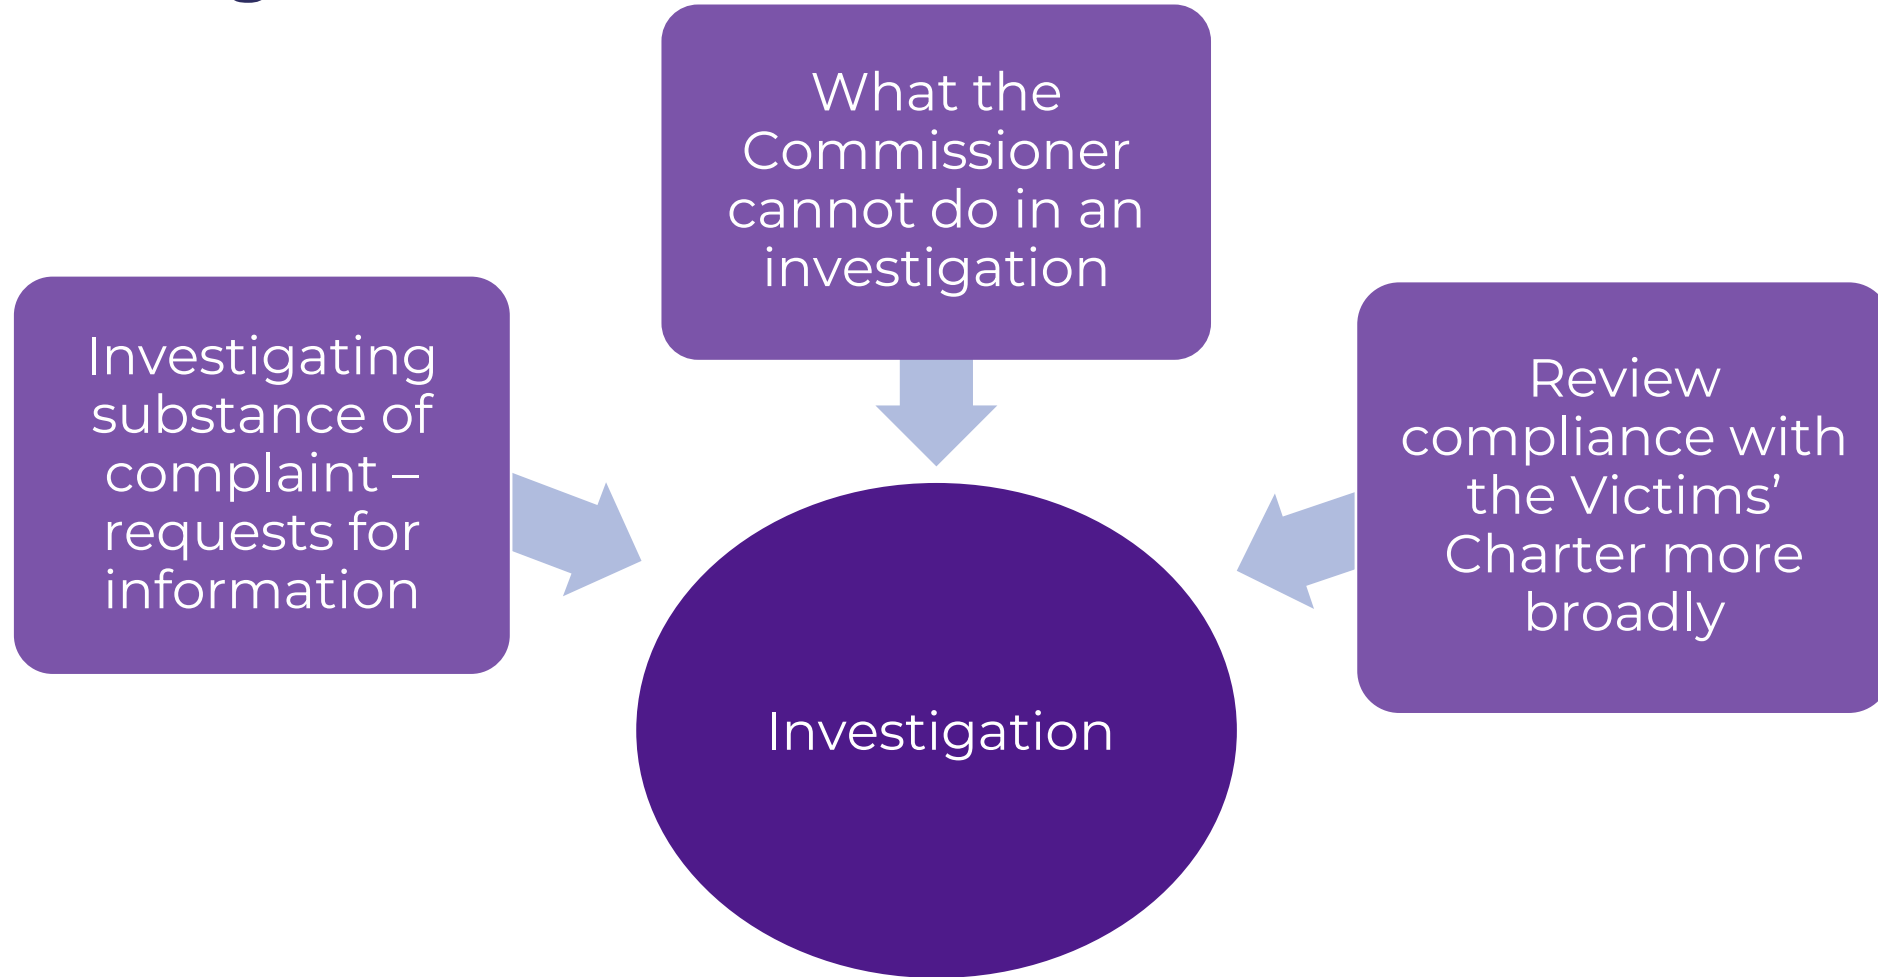 What the
Commissioner
cannot do in an
investigation
Investigating
substance of
complaint –
requests for
information
Review
compliance with
the Victims’
Charter more
broadly
Investigation